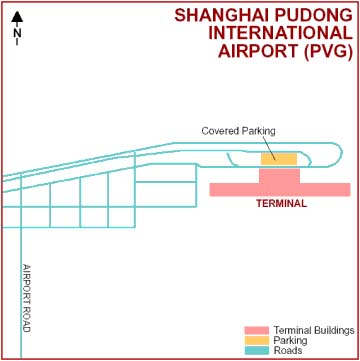 SHANGHAI PUDONG
INTERNATIONAL
AIRPORT (PVG)
N
Covered Parking
TERMINAL
AIRPORT ROAD
Terminal Buildings
Parking
Roads